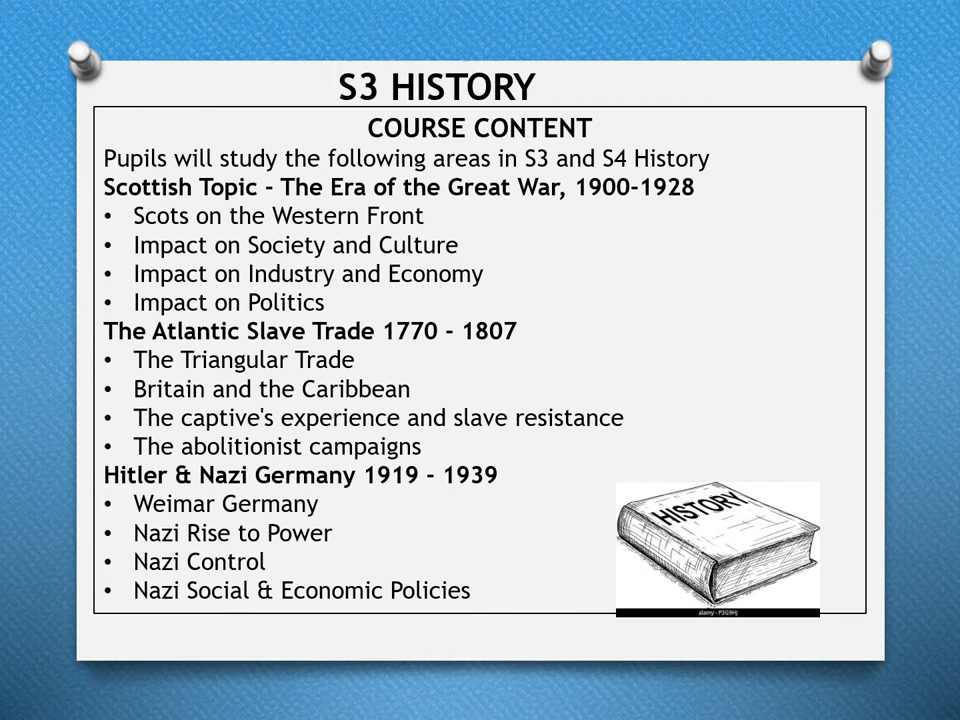 S3 HISTORY
COURSE CONTENT
Pupils will study the following areas in S3 and S4 History
Scottish Topic - The Era of the Great War, 1900-1928
• Scots on the Western Front
• Impact on Society and Culture
• Impact on Industry and Economy
• Impact on Politics
The Atlantic Slave Trade 1770 - 1807
• The Triangular Trade
• Britain and the Caribbean
• The captive's experience and slave resistance
• The abolitionist campaigns
Hitler & Nazi Germany 1919 - 1939
• Weimar Germany
• Nazi Rise to Power
• Nazi Control
• Nazi Social & Economic Policies
HISTORY
alamy - P3G9HJ